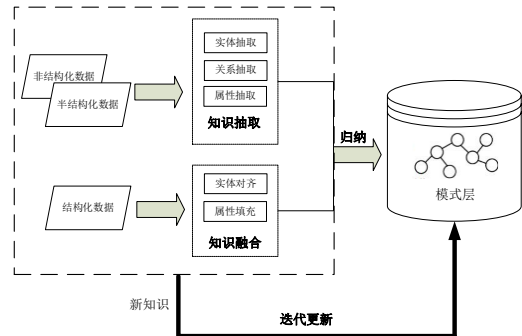 非结构化数据
半结构化数据
实体抽取
关系抽取
属性抽取
知识抽取
归纳
模式层
结构化数据
实体对齐
属性填充
知识融合
新知识
迭代更新